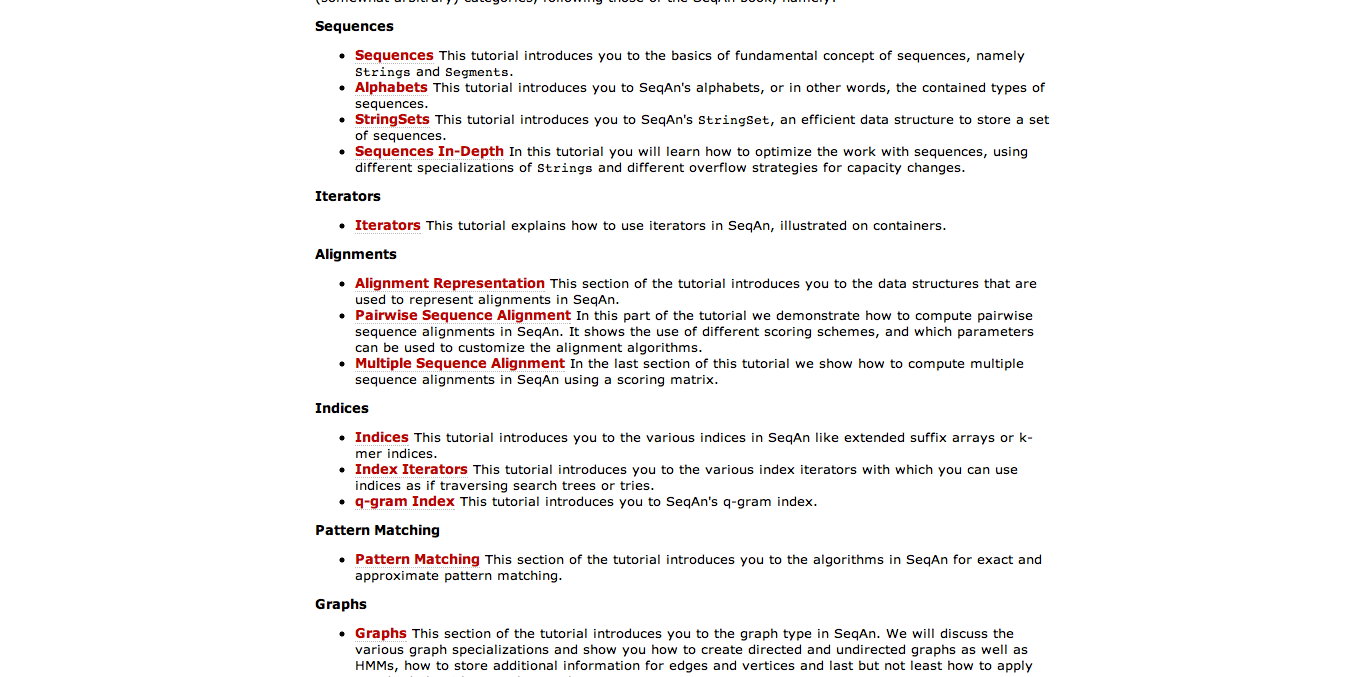 (somewhat arbitrary) categories, following those of the SeqAn book, namely:
Sequences
Sequences This tutorial introduces you to the basics of fundamental concept of sequences, namely
Strings and Segments.
Alphabets This tutorial introduces you to SeqAn's alphabets, or in other words, the contained types of
sequences.
StringSets This tutorial introduces you to SeqAn's StringSet, an efficient data structure to store a set
of sequences.
Sequences In-Depth In this tutorial you will learn how to optimize the work with sequences, using
different specializations of Strings and different overflow strategies for capacity changes.
Iterators
Iterators This tutorial explains how to use iterators in SeqAn, illustrated on containers.
Alignments
Alignment Representation This section of the tutorial introduces you to the data structures that are
used to represent alignments in SeqAn.
Pairwise Sequence Alignment In this part of the tutorial we demonstrate how to compute pairwise
sequence alignments in SeqAn. It shows the use of different scoring schemes, and which parameters
can be used to customize the alignment algorithms.
Multiple Sequence Alignment In the last section of this tutorial we show how to compute multiple
sequence alignments in SeqAn using a scoring matrix.
Indices
Indices This tutorial introduces you to the various indices in SeqAn like extended suffix arrays or k-
mer indices.
Index Iterators This tutorial introduces you to the various index iterators with which you can use
indices as if traversing search trees or tries.
q-gram Index This tutorial introduces you to SeqAn's q-gram index.
Pattern Matching
Pattern Matching This section of the tutorial introduces you to the algorithms in SeqAn for exact and
approximate pattern matching.
Graphs
Graphs This section of the tutorial introduces you to the graph type in SeqAn. We will discuss the
various graph specializations and show you how to create directed and undirected graphs as well as
HMMs, how to store additional information for edges and vertices and last but not least how to apply